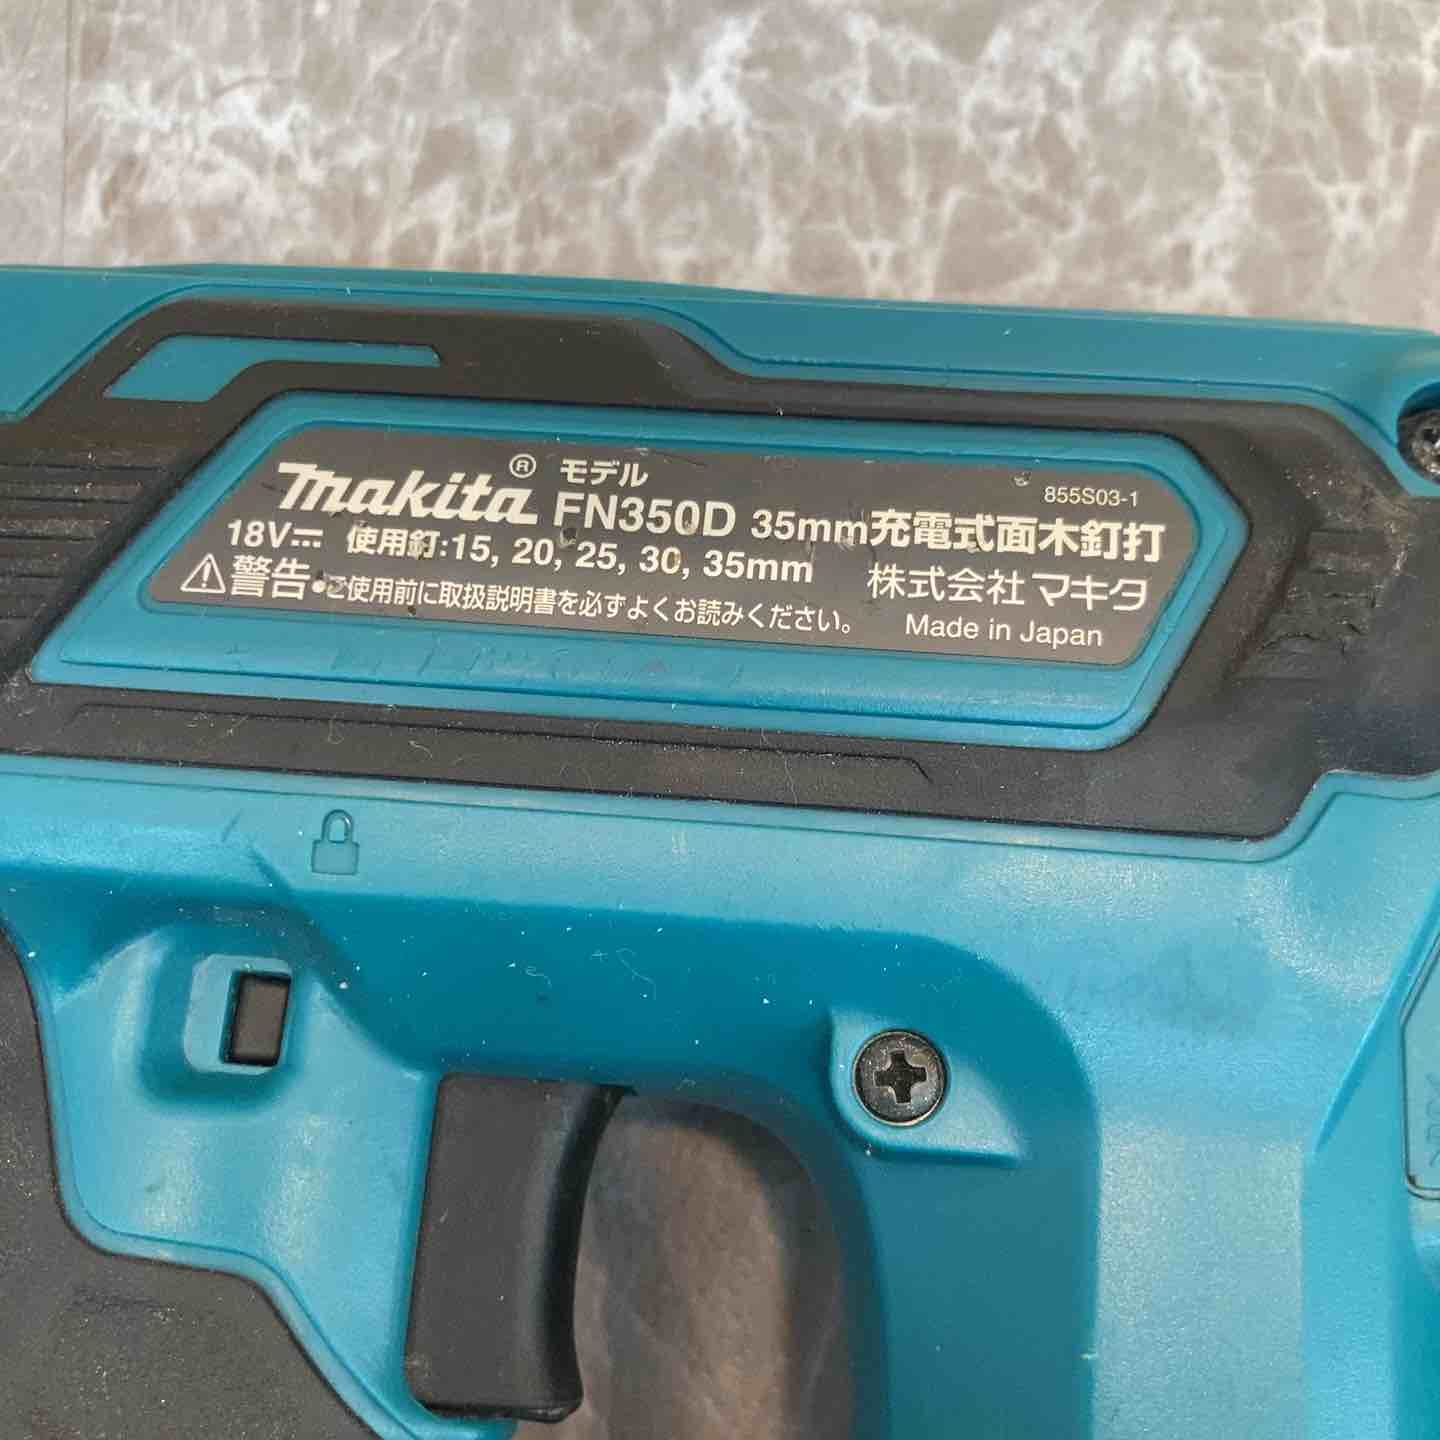 makita® モデル FN350D 35mm充電式面木釘打 855S03-1
18V⎓ 使用釘:15, 20, 25, 30, 35mm 株式会社マキタ
⚠警告・ご使用前に取扱説明書を必ずよくお読みください。 Made in Japan